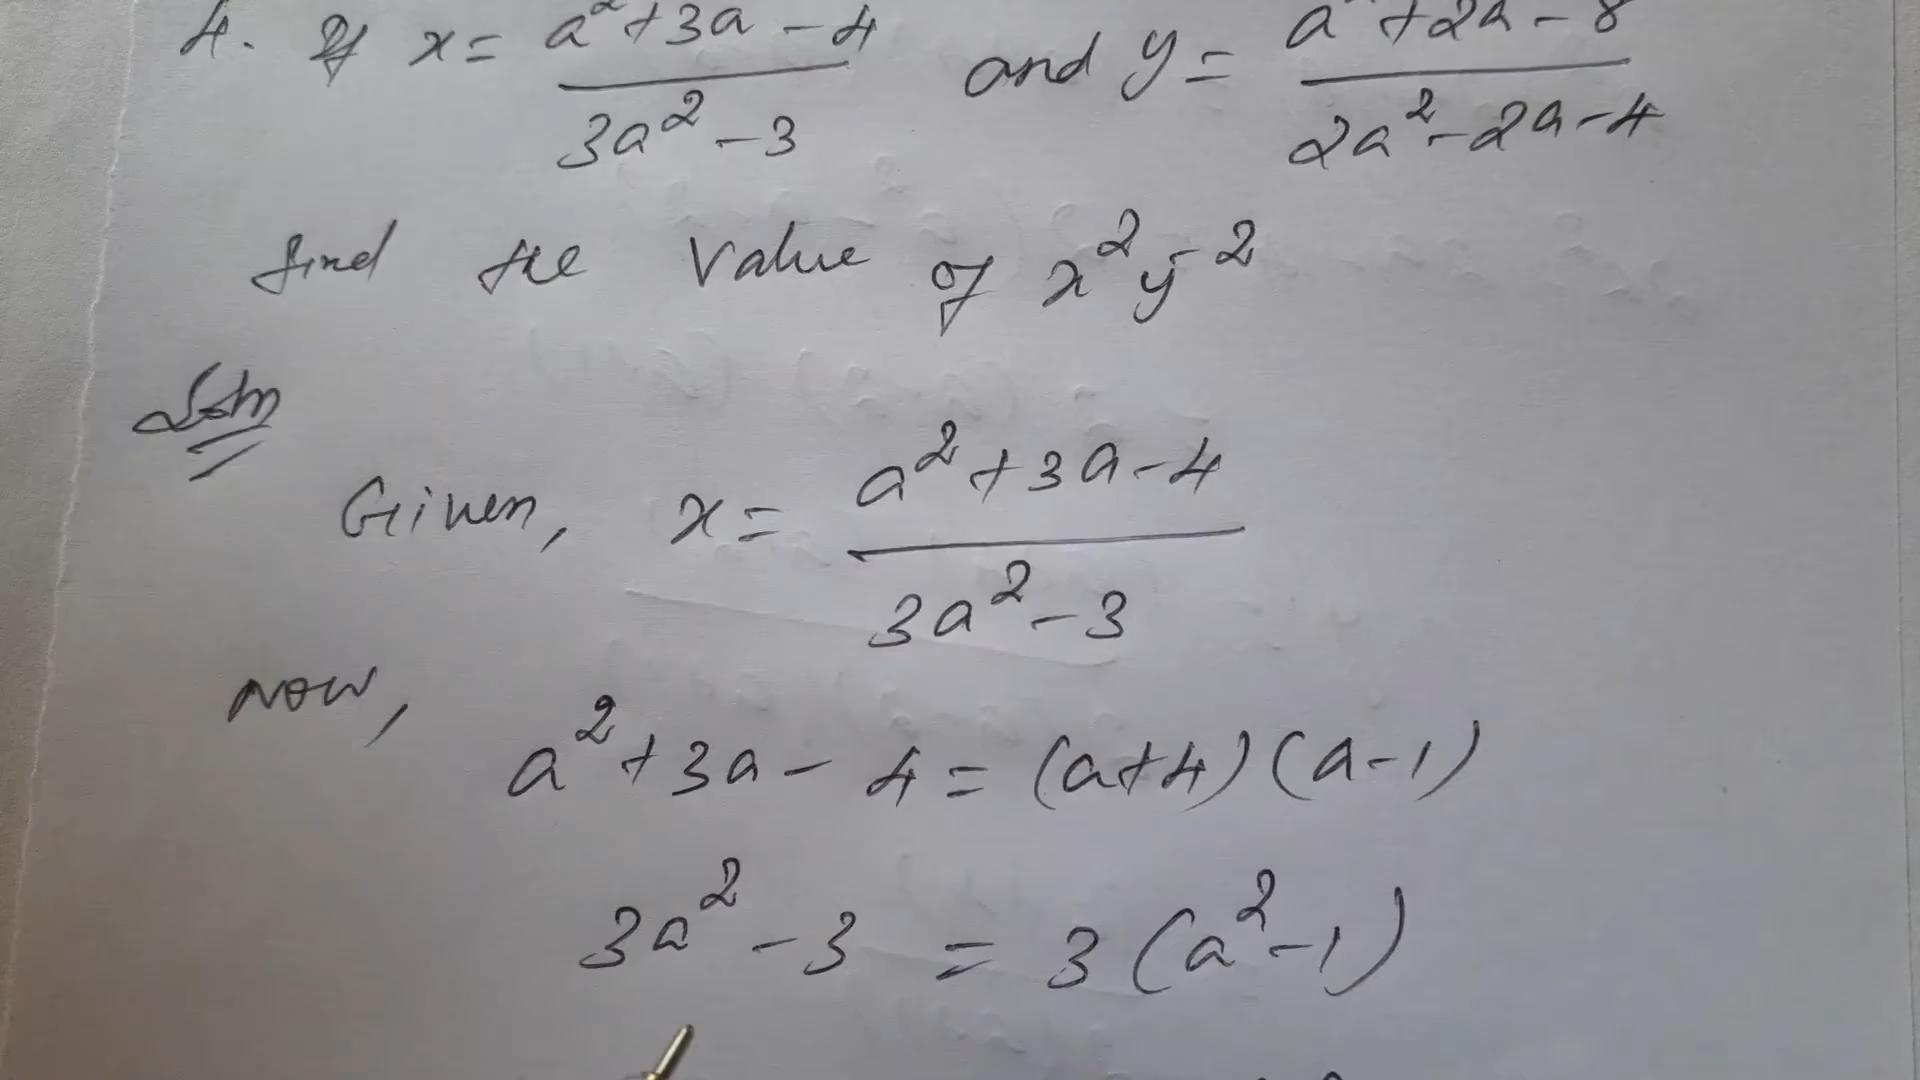 4. If x = a²+3a-4 / 3a²-3 and y = a²+2a-8 / 2a²-2a-4
find the value of x²y⁻²
Soln
Given, x = a²+3a-4 / 3a²-3
Now,
a²+3a-4 = (a+4)(a-1)
3a²-3 = 3(a²-1)